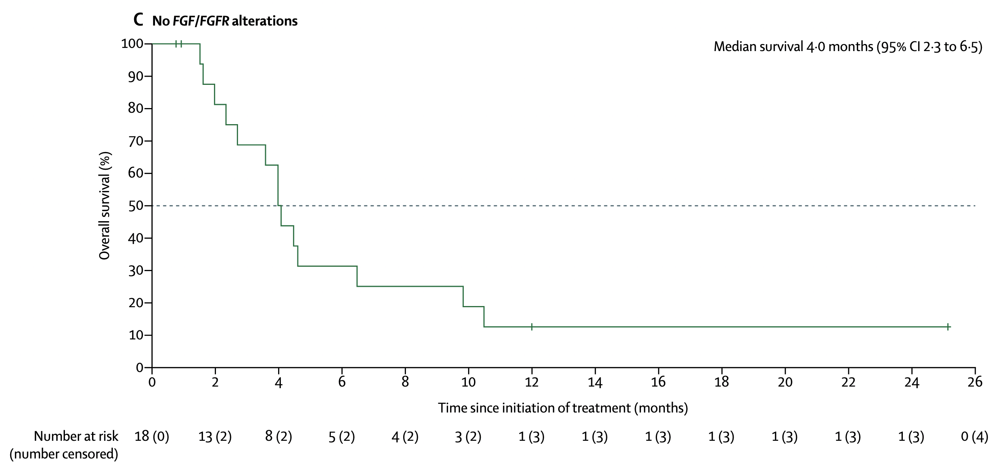 C No FGF/FGFR alterations
Median survival 4·0 months (95% CI 2·3 to 6·5)
100
90
80
70
60
50
40
30
20
10
0
Overall survival (%)
0 2 4 6 8 10 12 14 16 18 20 22 24 26
Time since initiation of treatment (months)
Number at risk 18 (0) 13 (2) 8 (2) 5 (2) 4 (2) 3 (2) 1 (3) 1 (3) 1 (3) 1 (3) 1 (3) 1 (3) 1 (3) 0 (4)
(number censored)